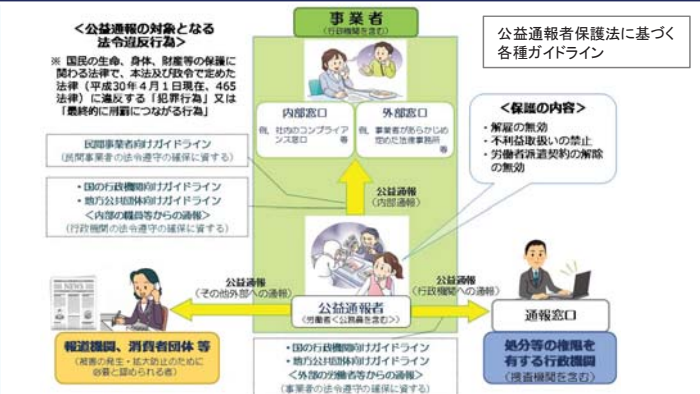 公益通報者保護法に基づく
各種ガイドライン
<公益通報の対象となる
法令違反行為>
※ 国民の生命、身体、財産等の保護に
関わる法律で、本法及び政令で定めた
法律(平成30年4月1日現在、465
法律)に違反する「犯罪行為」又は
「最終的に刑罰につながる行為」
事業者
(行政機関を含む)
内部窓口
例、社内のコンプライア
ンス窓口 等
外部窓口
例、事業者があらかじめ
定めた法律事務所
等
<保護の内容>
・解雇の無効
・不利益取扱いの禁止
・労働者派遣契約の解除
の無効
民間事業者向けガイドライン
(民間事業者の法令遵守の確保に資する)
・国の行政機関向けガイドライン
・地方公共団体向けガイドライン
<内部の職員等からの通報>
(行政機関の法令遵守の確保に資する)
公益通報
(内部通報)
公益通報
(その他外部への通報)
公益通報
(行政機関への通報)
NEWS
公益通報者
(労働者<公務員を含む>)
通報窓口
報道機関、消費者団体 等
(被害の発生・拡大防止のために
必要と認められる者)
・国の行政機関向けガイドライン
・地方公共団体向けガイドライン
<外部の労働者等からの通報>
(事業者の法令遵守の確保に資する)
処分等の権限を
有する行政機関
(捜査機関を含む)